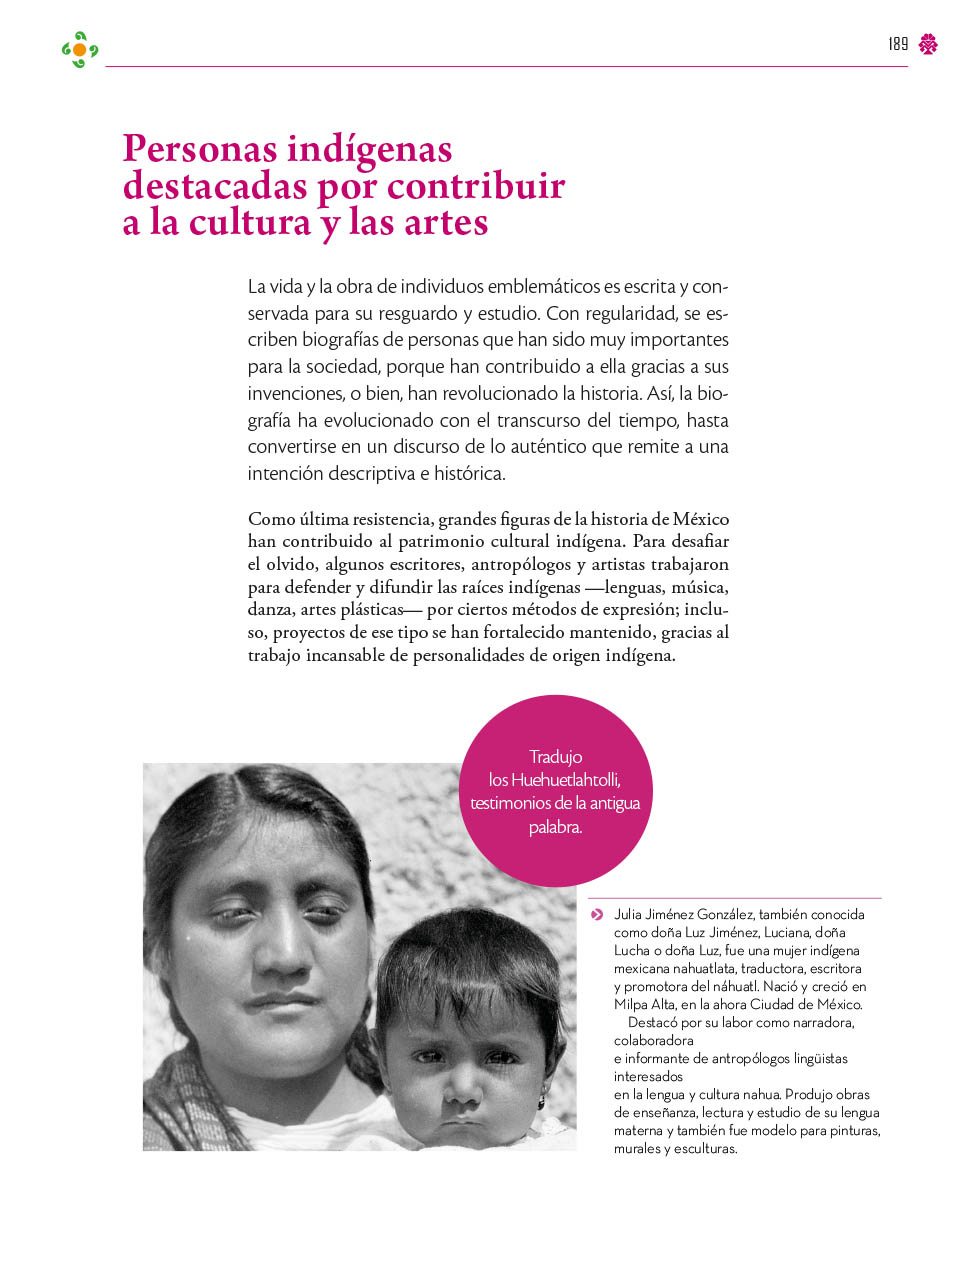 189
Personas indígenas
destacadas por contribuir
a la cultura y las artes
La vida y la obra de individuos emblemáticos es escrita y con-
servada para su resguardo y estudio. Con regularidad, se es-
criben biografías de personas que han sido muy importantes
para la sociedad, porque han contribuido a ella gracias a sus
invenciones, o bien, han revolucionado la historia. Así, la bio-
grafía ha evolucionado con el transcurso del tiempo, hasta
convertirse en un discurso de lo auténtico que remite a una
intención descriptiva e histórica.
Como última resistencia, grandes figuras de la historia de México
han contribuido al patrimonio cultural indígena. Para desafiar
el olvido, algunos escritores, antropólogos y artistas trabajaron
para defender y difundir las raíces indígenas —lenguas, música,
danza, artes plásticas— por ciertos métodos de expresión; inclu-
so, proyectos de ese tipo se han fortalecido mantenido, gracias al
trabajo incansable de personalidades de origen indígena.
Tradujo
los Huehuetlahtolli,
testimonios de la antigua
palabra.
Julia Jiménez González, también conocida
como doña Luz Jiménez, Luciana, doña
Lucha o doña Luz, fue una mujer indígena
mexicana nahuatlata, traductora, escritora
y promotora del náhuatl. Nació y creció en
Milpa Alta, en la ahora Ciudad de México.
Destacó por su labor como narradora,
colaboradora
e informante de antropólogos lingüistas
interesados
en la lengua y cultura nahua. Produjo obras
de enseñanza, lectura y estudio de su lengua
materna y también fue modelo para pinturas,
murales y esculturas.